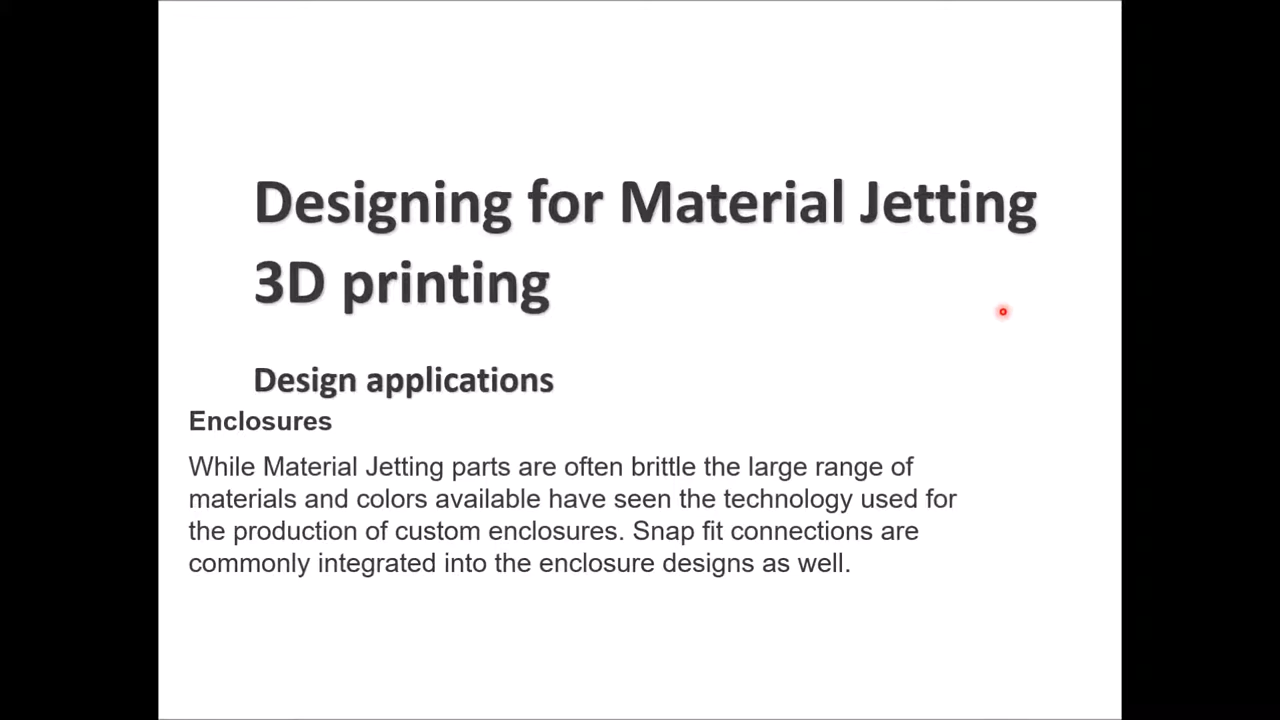 Designing for Material Jetting
3D printing
Design applications
Enclosures
While Material Jetting parts are often brittle the large range of
materials and colors available have seen the technology used for
the production of custom enclosures. Snap fit connections are
commonly integrated into the enclosure designs as well.